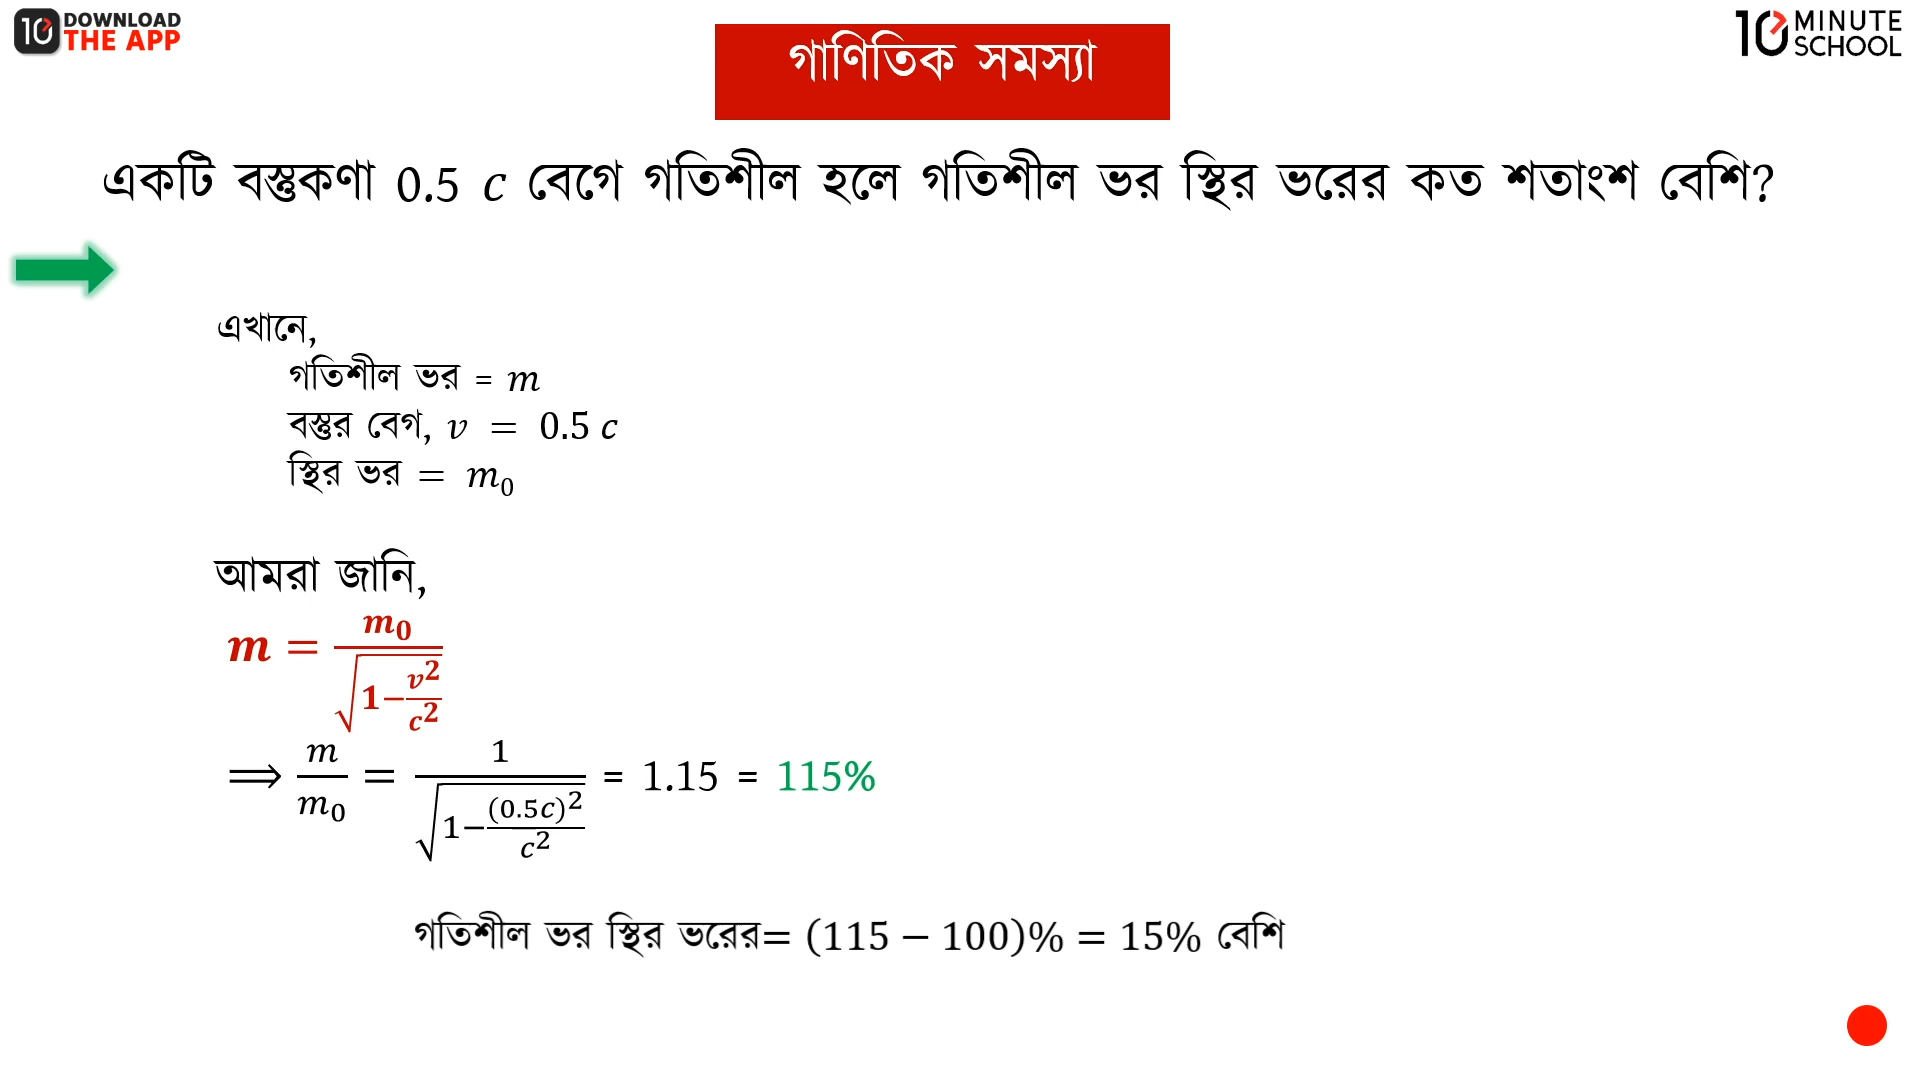 10 DOWNLOAD THE APP
গাণিতিক সমস্যা
10 MINUTE SCHOOL
একটি বস্তুকণা 0.5 c বেগে গতিশীল হলে গতিশীল ভর স্থির ভরের কত শতাংশ বেশি?
এখানে,
গতিশীল ভর = m
বস্তুর বেগ, v = 0.5 c
স্থির ভর = m₀
আমরা জানি,
m = m₀ / √(1−v²/c²)
⟹ m/m₀ = 1 / √(1−(0.5c)²/c²) = 1.15 = 115%
গতিশীল ভর স্থির ভরের= (115 − 100)% = 15% বেশি